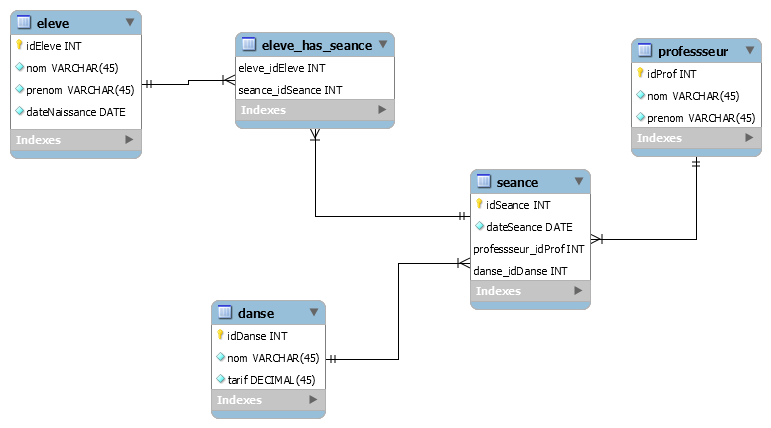 eleve
idEleve INT
nom VARCHAR(45)
prenom VARCHAR(45)
dateNaissance DATE
Indexes
eleve_has_seance
eleve_idEleve INT
seance_idSeance INT
Indexes
professseur
idProf INT
nom VARCHAR(45)
prenom VARCHAR(45)
Indexes
seance
idSeance INT
dateSeance DATE
professseur_idProf INT
danse_idDanse INT
Indexes
danse
idDanse INT
nom VARCHAR(45)
tarif DECIMAL(45)
Indexes